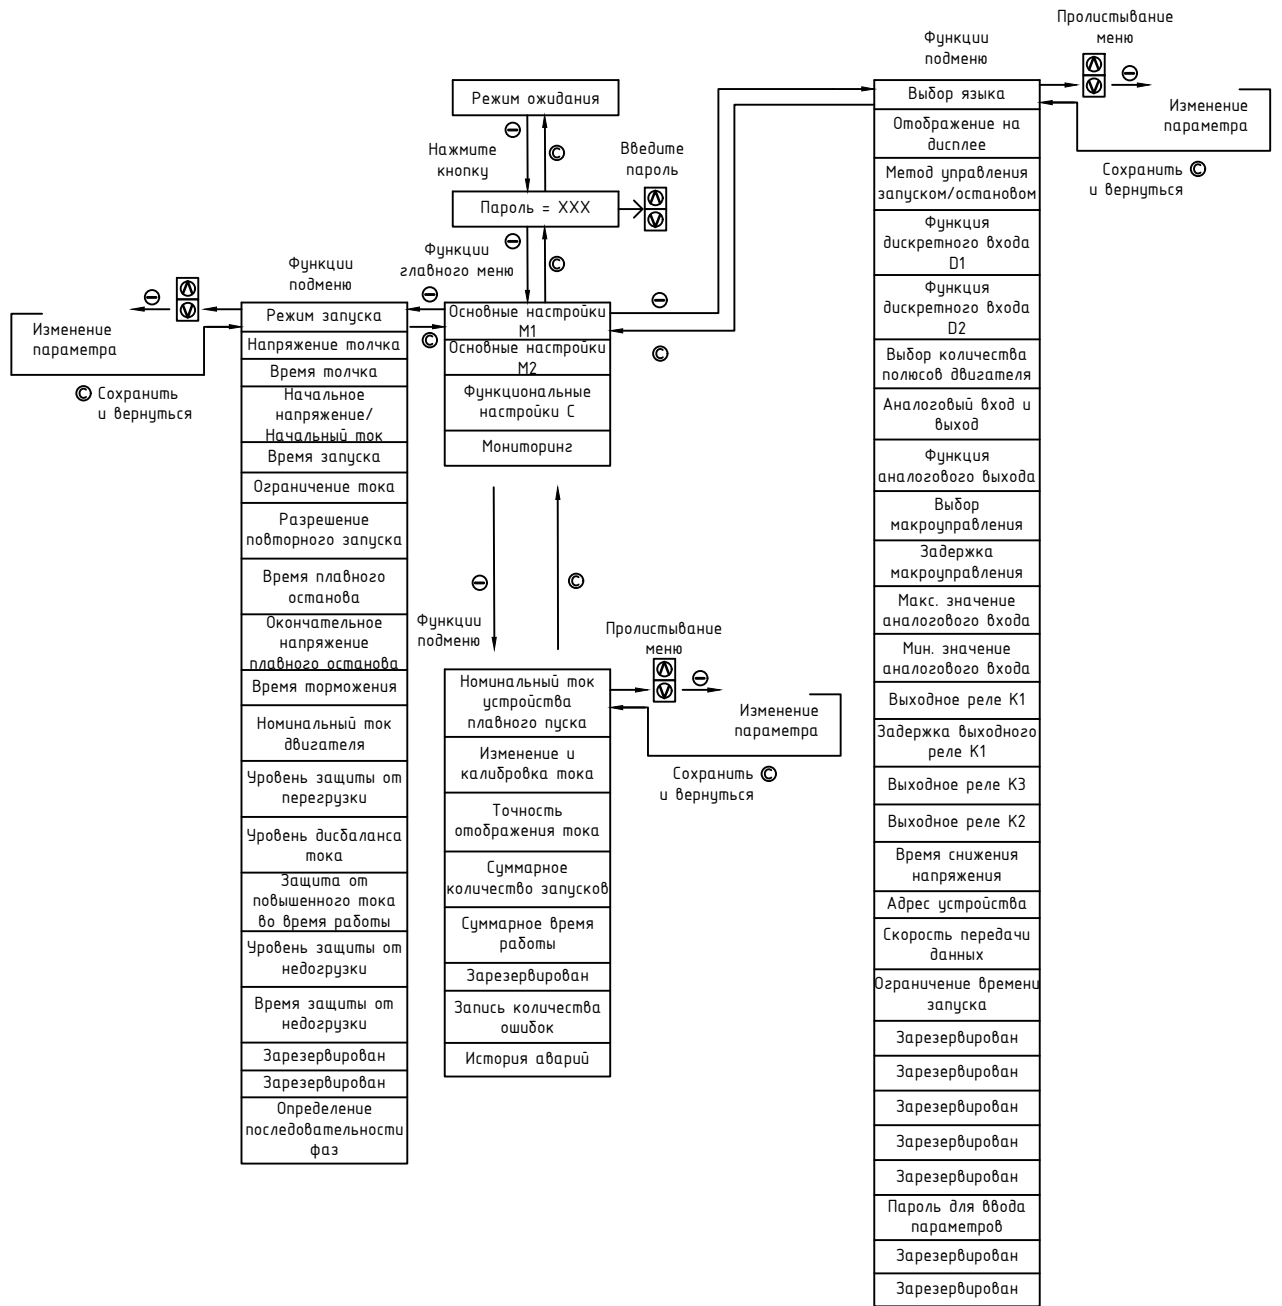 Пролистывание
меню
Функции
подменю
Выбор языка
Отображение на
дисплее
Метод управления
запуском/остановом
Функция
дискретного входа
D1
Функция
дискретного входа
D2
Выбор количества
полюсов двигателя
Аналоговый вход и
выход
Функция
аналогового выхода
Выбор
макроуправления
Задержка
макроуправления
Макс. значение
аналогового входа
Мин. значение
аналогового входа
Выходное реле К1
Задержка выходного
реле К1
Выходное реле К3
Выходное реле К2
Время снижения
напряжения
Адрес устройства
Скорость передачи
данных
Ограничение времени
запуска
Зарезервирован
Зарезервирован
Зарезервирован
Зарезервирован
Зарезервирован
Пароль для ввода
параметров
Зарезервирован
Зарезервирован
Изменение
параметра
Сохранить C
и вернуться
Режим ожидания
Нажмите
кнопку
C
Введите
пароль
Пароль = XXX
C
Функции
главного меню
Основные настройки
М1
Основные настройки
М2
Функциональные
настройки С
Мониторинг
C
C
Функции
подменю
Режим запуска
Напряжение толчка
Время толчка
Начальное
напряжение/
Начальный ток
Время запуска
Ограничение тока
Разрешение
повторного запуска
Время плавного
останова
Окончательное
напряжение
плавного останова
Время торможения
Номинальный ток
двигателя
Уровень защиты от
перегрузки
Уровень дисбаланса
тока
Защита от
повышенного тока
во время работы
Уровень защиты от
недогрузки
Время защиты от
недогрузки
Зарезервирован
Зарезервирован
Определение
последовательности
фаз
Изменение
параметра
C Сохранить
и вернуться
C
Функции
подменю
Номинальный ток
устройства
плавного пуска
Изменение и
калибровка тока
Точность
отображения тока
Суммарное
количество запусков
Суммарное время
работы
Зарезервирован
Запись количества
ошибок
История аварий
Пролистывание
меню
Изменение
параметра
Сохранить C
и вернуться